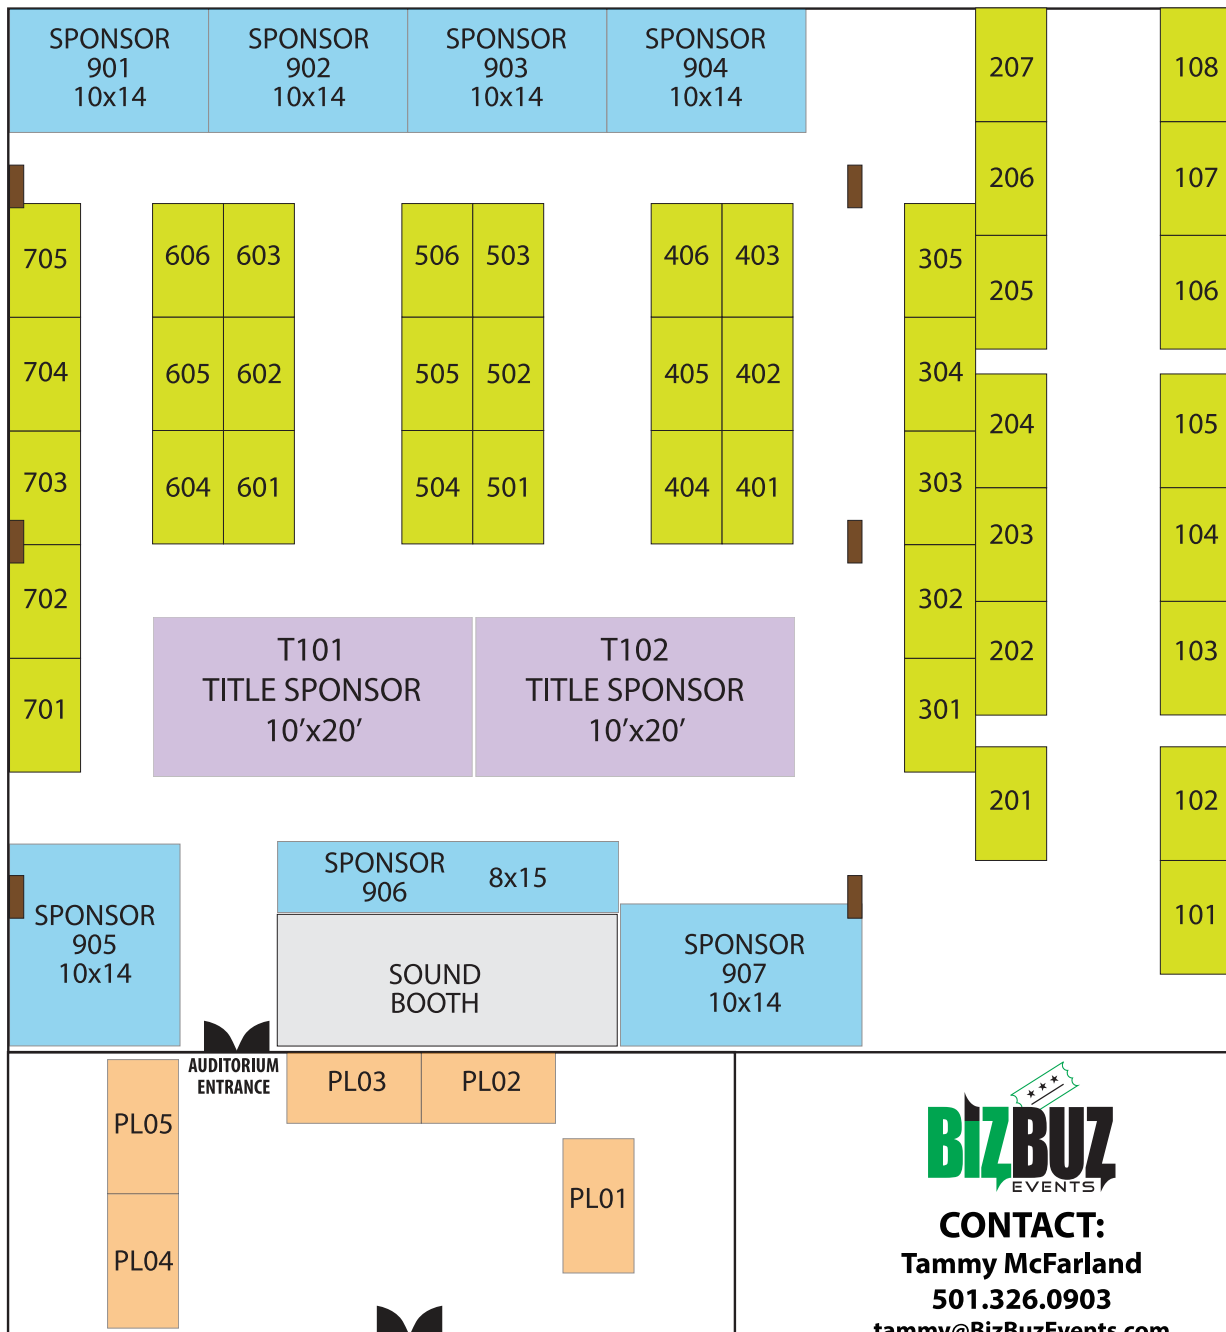 SPONSOR
901
10x14
SPONSOR
902
10x14
SPONSOR
903
10x14
SPONSOR
904
10x14
207
108
206
107
205
106
204
105
203
104
202
103
201
102
101
705
704
703
702
701
606 603
605 602
604 601
506 503
505 502
504 501
406 403
405 402
404 401
305
304
303
302
301
T101
TITLE SPONSOR
10’x20’
T102
TITLE SPONSOR
10’x20’
SPONSOR
905
10x14
SPONSOR 8x15
906
SOUND
BOOTH
SPONSOR
907
10x14
AUDITORIUM
ENTRANCE
PL03
PL02
PL05
PL04
PL01
BIZBUZ
EVENTS
CONTACT:
Tammy McFarland
501.326.0903
tammy@BizBuzEvents.com